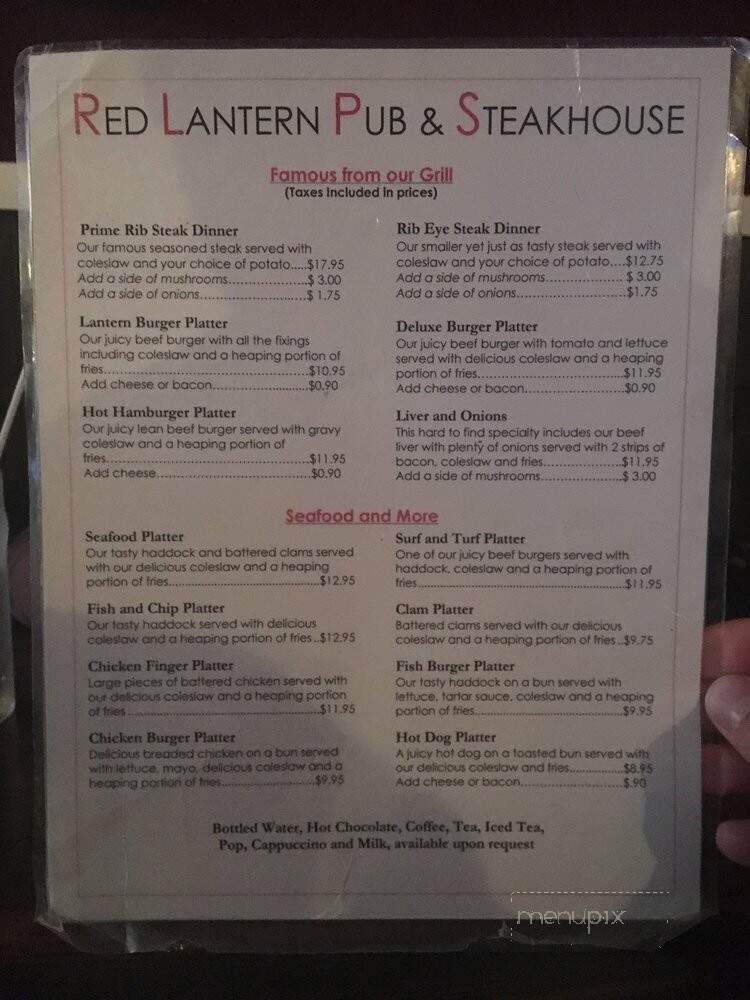 RED LANTERN PUB & STEAKHOUSE
Famous from our Grill
(Taxes Included in prices)
Prime Rib Steak Dinner
Our famous seasoned steak served with
coleslaw and your choice of potato.....$17.95
Add a side of mushrooms..................$ 3.00
Add a side of onions..........................$ 1.75
Lantern Burger Platter
Our juicy beef burger with all the fixings
including coleslaw and a heaping portion of
fries.....................................................$10.95
Add cheese or bacon.........................$0.90
Hot Hamburger Platter
Our juicy lean beef burger served with gravy
coleslaw and a heaping portion of
fries.....................................................$11.95
Add cheese........................................$0.90
Rib Eye Steak Dinner
Our smaller yet just as tasty steak served with
coleslaw and your choice of potato....$12.75
Add a side of mushrooms.................... $ 3.00
Add a side of onions...........................$1.75
Deluxe Burger Platter
Our juicy beef burger with tomato and lettuce
served with delicious coleslaw and a heaping
portion of fries.......................................$11.95
Add cheese or bacon..........................$0.90
Liver and Onions
This hard to find specialty includes our beef
liver with plenty of onions served with 2 strips of
bacon, coleslaw and fries....................$11.95
Add a side of mushrooms.....................$ 3.00
Seafood and More
Seafood Platter
Our tasty haddock and battered clams served
with our delicious coleslaw and a heaping
portion of fries.......................................$12.95
Fish and Chip Platter
Our tasty haddock served with delicious
coleslaw and a heaping portion of fries..$12.95
Chicken Finger Platter
Large pieces of battered chicken served with
our delicious coleslaw and a heaping portion
of fries ..................................................$11.95
Chicken Burger Platter
Delicious breaded chicken on a bun served
with lettuce, mayo, delicious coleslaw and a
heaping portion of fries.........................$9.95
Surf and Turf Platter
One of our juicy beef burgers served with
haddock, coleslaw and a heaping portion of
fries.......................................................$11.95
Clam Platter
Battered clams served with our delicious
coleslaw and a heaping portion of fries..$9.75
Fish Burger Platter
Our tasty haddock on a bun served with
lettuce, tartar sauce, coleslaw and a heaping
portion of fries.......................................$9.95
Hot Dog Platter
A juicy hot dog on a toasted bun served with
our delicious coleslaw and fries..............$8.95
Add cheese or bacon..........................$.90
Bottled Water, Hot Chocolate, Coffee, Tea, Iced Tea,
Pop, Cappuccino and Milk, available upon request
menupix